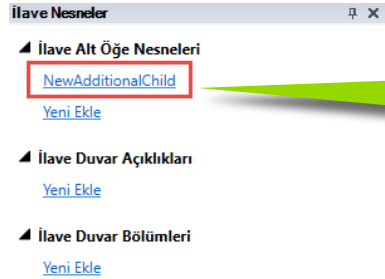 İlave Nesneler
İlave Alt Öğe Nesneleri
NewAdditionalChild
Yeni Ekle
İlave Duvar Açıklıkları
Yeni Ekle
İlave Duvar Bölümleri
Yeni Ekle